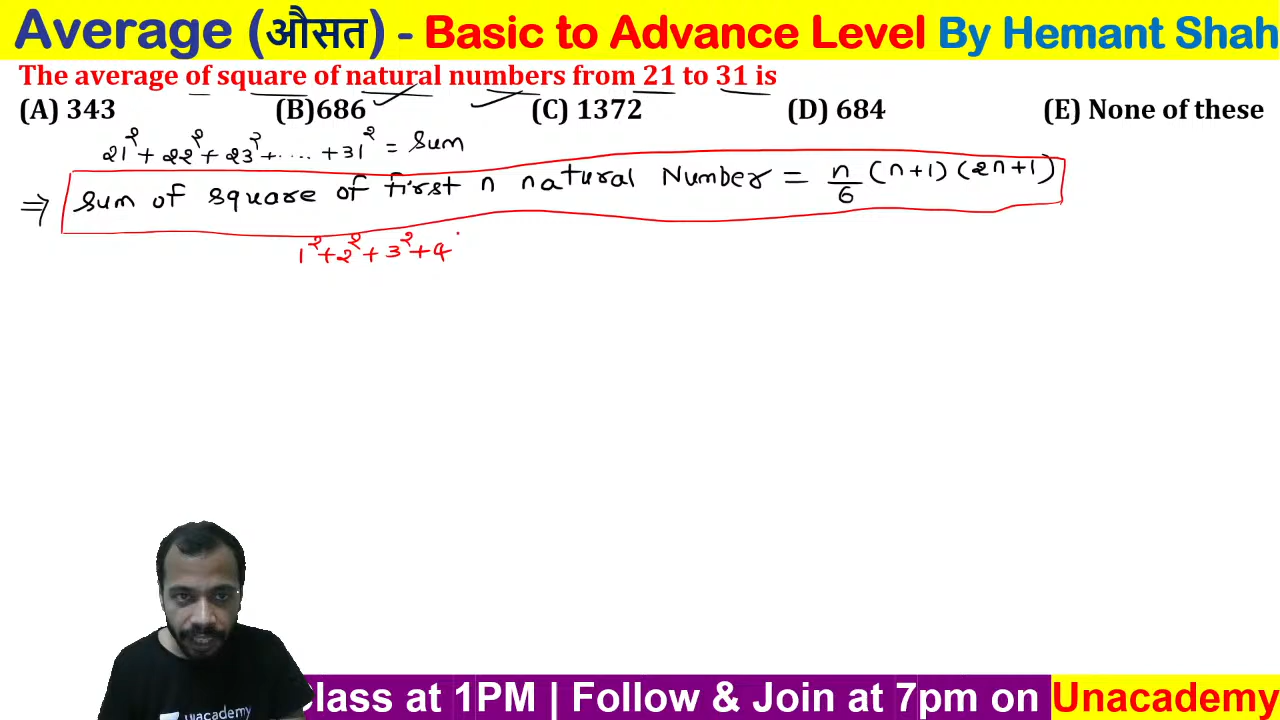 Average (औसत) - Basic to Advance Level By Hemant Shah
The average of square of natural numbers from 21 to 31 is
(A) 343 (B)686 (C) 1372 (D) 684 (E) None of these
21² + 22² + 23² + .... + 31² = Sum
⇒ Sum of square of first n natural Number = n/6 (n+1) (2n+1)
1² + 2² + 3² + 4
unacademy
Class at 1PM | Follow & Join at 7pm on Unacademy